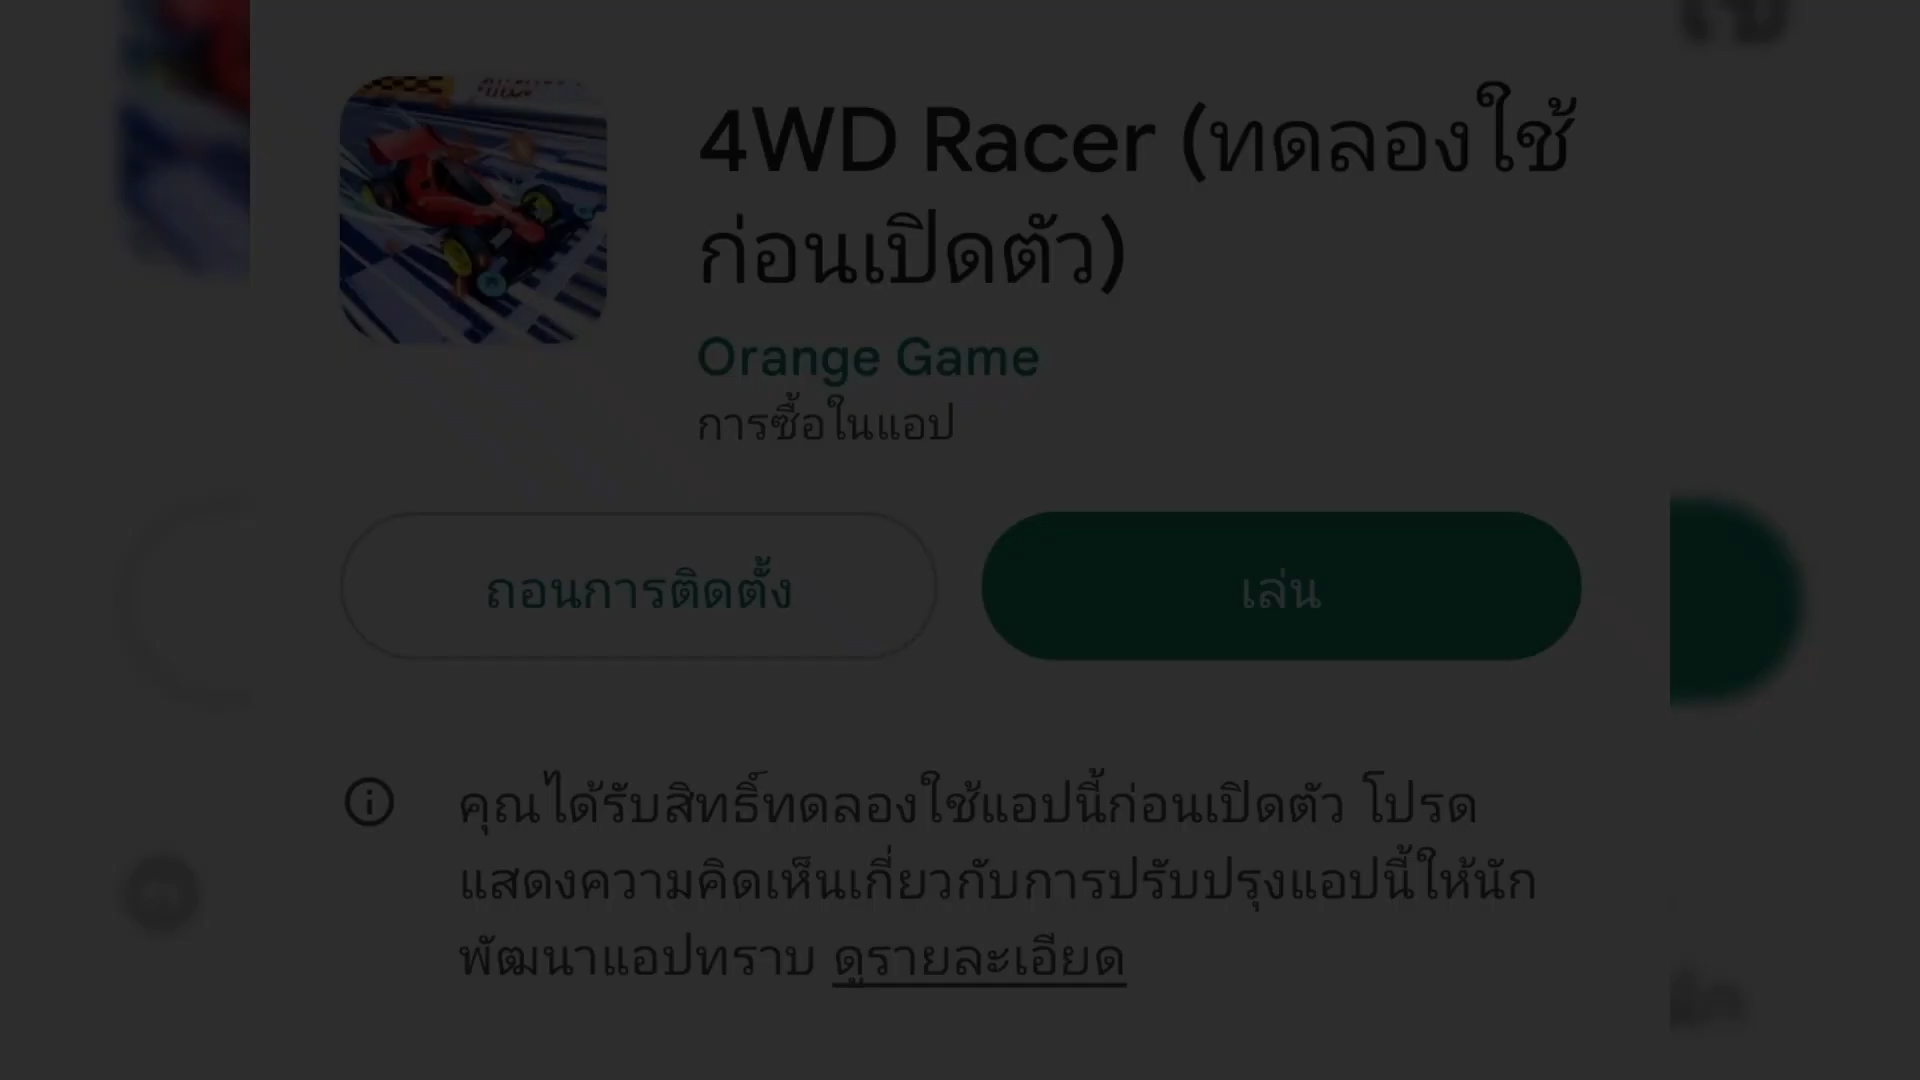 4WD Racer (ทดลองใช้
ก่อนเปิดตัว)
Orange Game
การซื้อในแอป
ถอนการติดตั้ง
เล่น
คุณได้รับสิทธิ์ทดลองใช้แอปนี้ก่อนเปิดตัว โปรด
แสดงความคิดเห็นเกี่ยวกับการปรับปรุงแอปนี้ให้นัก
พัฒนาแอปทราบ ดูรายละเอียด